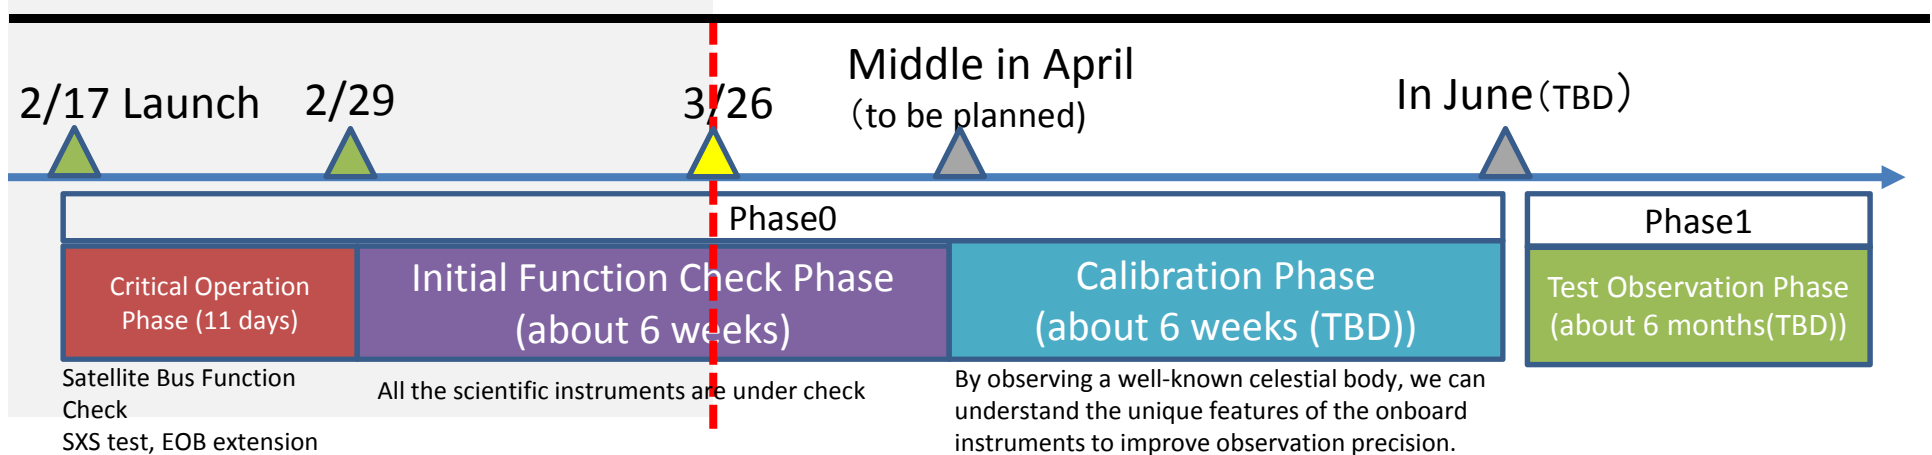 2/17 Launch
2/29
3/26
Middle in April
（to be planned)
In June（TBD）
Phase0
Phase1
Critical Operation
Phase (11 days)
Initial Function Check Phase
(about 6 weeks)
Calibration Phase
(about 6 weeks (TBD))
Test Observation Phase
(about 6 months(TBD))
Satellite Bus Function
Check
SXS test, EOB extension
All the scientific instruments are under check
By observing a well-known celestial body, we can
understand the unique features of the onboard
instruments to improve observation precision.